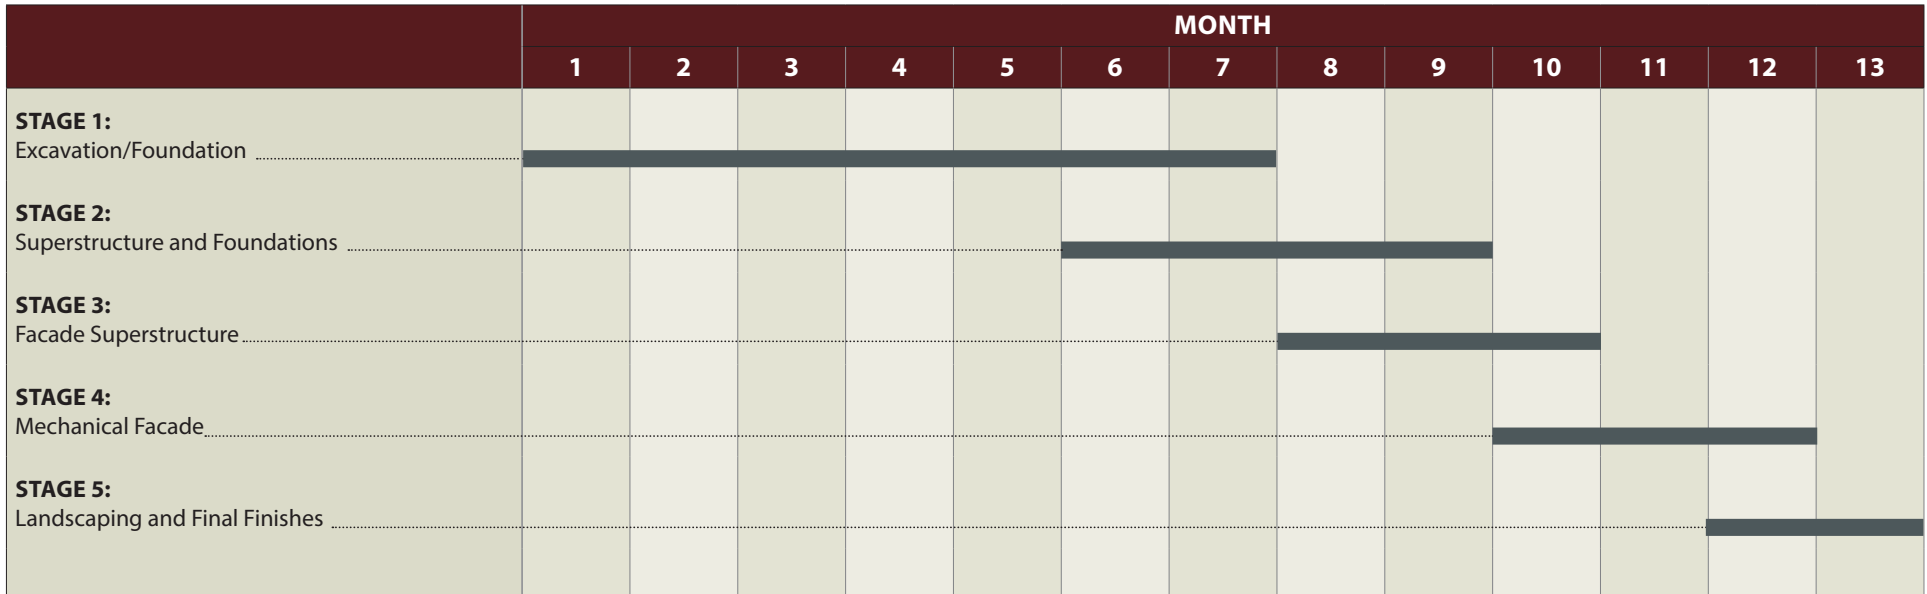 MONTH
1 2 3 4 5 6 7 8 9 10 11 12 13
STAGE 1:
Excavation/Foundation
STAGE 2:
Superstructure and Foundations
STAGE 3:
Facade Superstructure
STAGE 4:
Mechanical Facade
STAGE 5:
Landscaping and Final Finishes